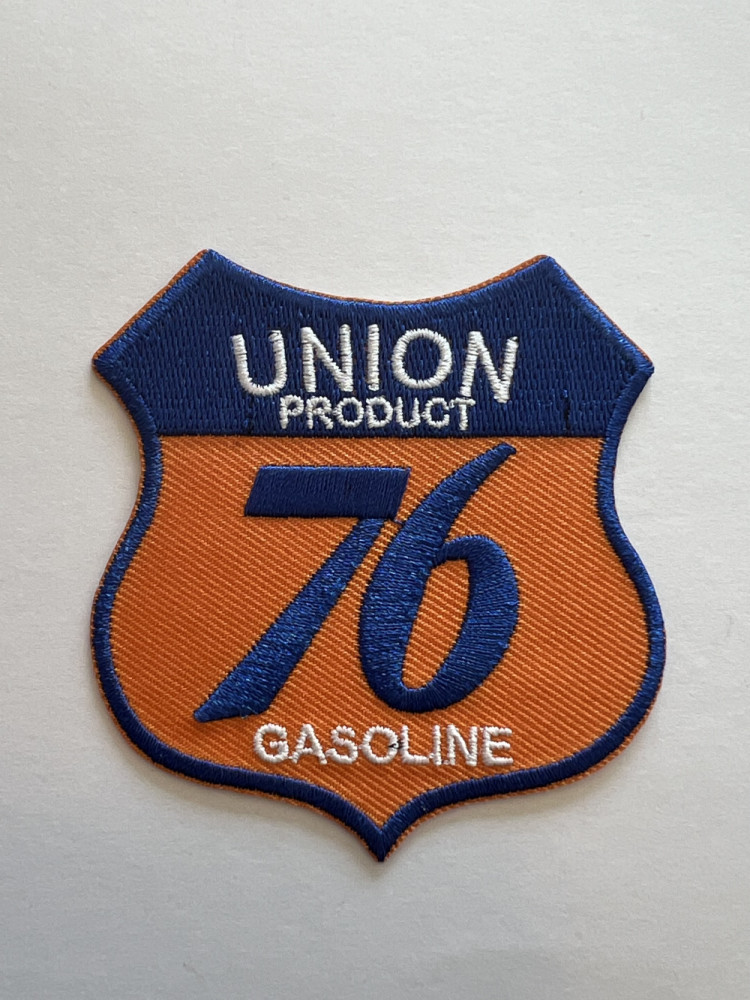 UNION
PRODUCT
76
GASOLINE